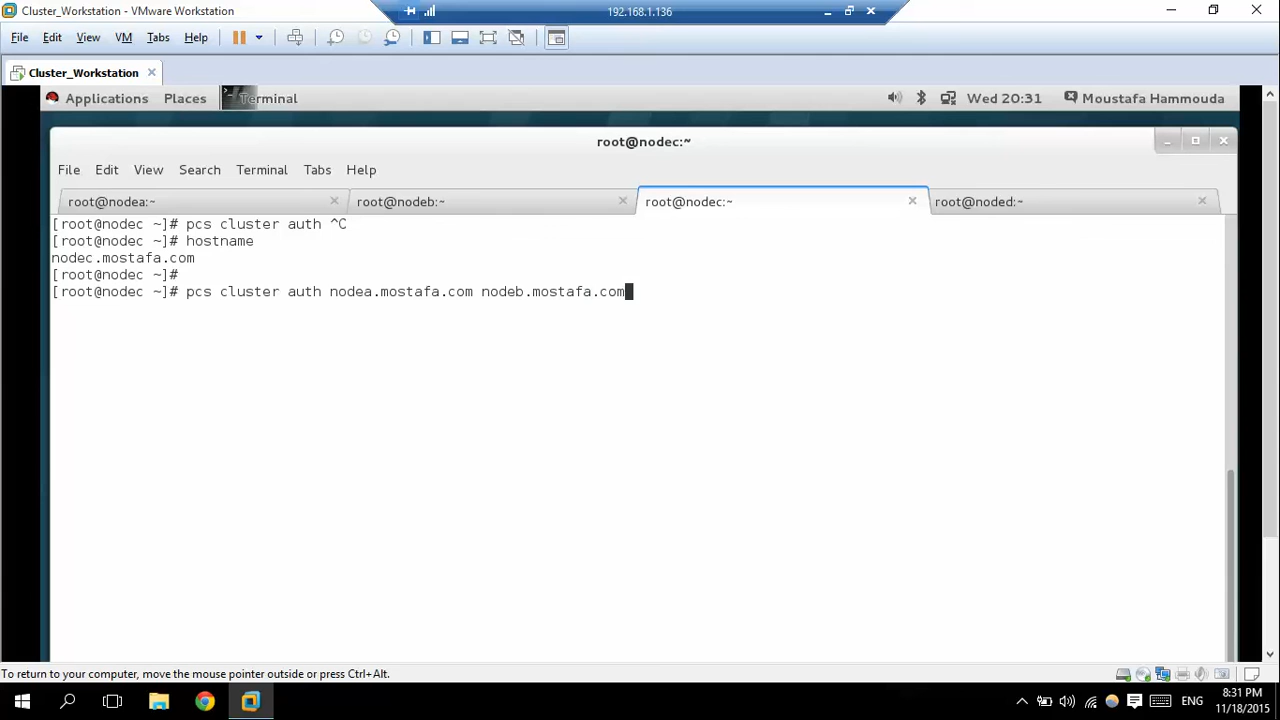 Cluster_Workstation - VMware Workstation
192.168.1.136
File Edit View VM Tabs Help
Cluster_Workstation
Applications Places Terminal
Wed 20:31 Moustafa Hammouda
root@nodec:~
File Edit View Search Terminal Tabs Help
root@nodea:~ root@nodeb:~ root@nodec:~ root@noded:~
[root@nodec ~]# pcs cluster auth ^C
[root@nodec ~]# hostname
nodec.mostafa.com
[root@nodec ~]#
[root@nodec ~]# pcs cluster auth nodea.mostafa.com nodeb.mostafa.com
To return to your computer, move the mouse pointer outside or press Ctrl+Alt.
ENG
8:31 PM
11/18/2015